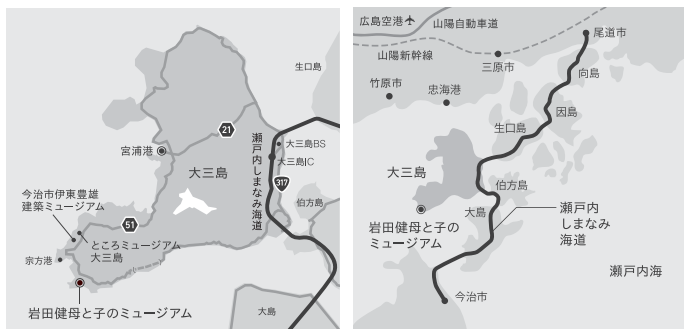 生口島
21
大三島BS
宮浦港
大三島IC
大三島
瀬戸内しまなみ海道
317
今治市伊東豊雄
建築ミュージアム
伯方島
51
ところミュージアム
大三島
宗方港
岩田健母と子のミュージアム
大島
広島空港
山陽自動車道
尾道市
山陽新幹線
三原市
向島
竹原市
忠海港
因島
生口島
大三島
伯方島
岩田健母と子の
ミュージアム
大島
瀬戸内
しまなみ
海道
瀬戸内海
今治市